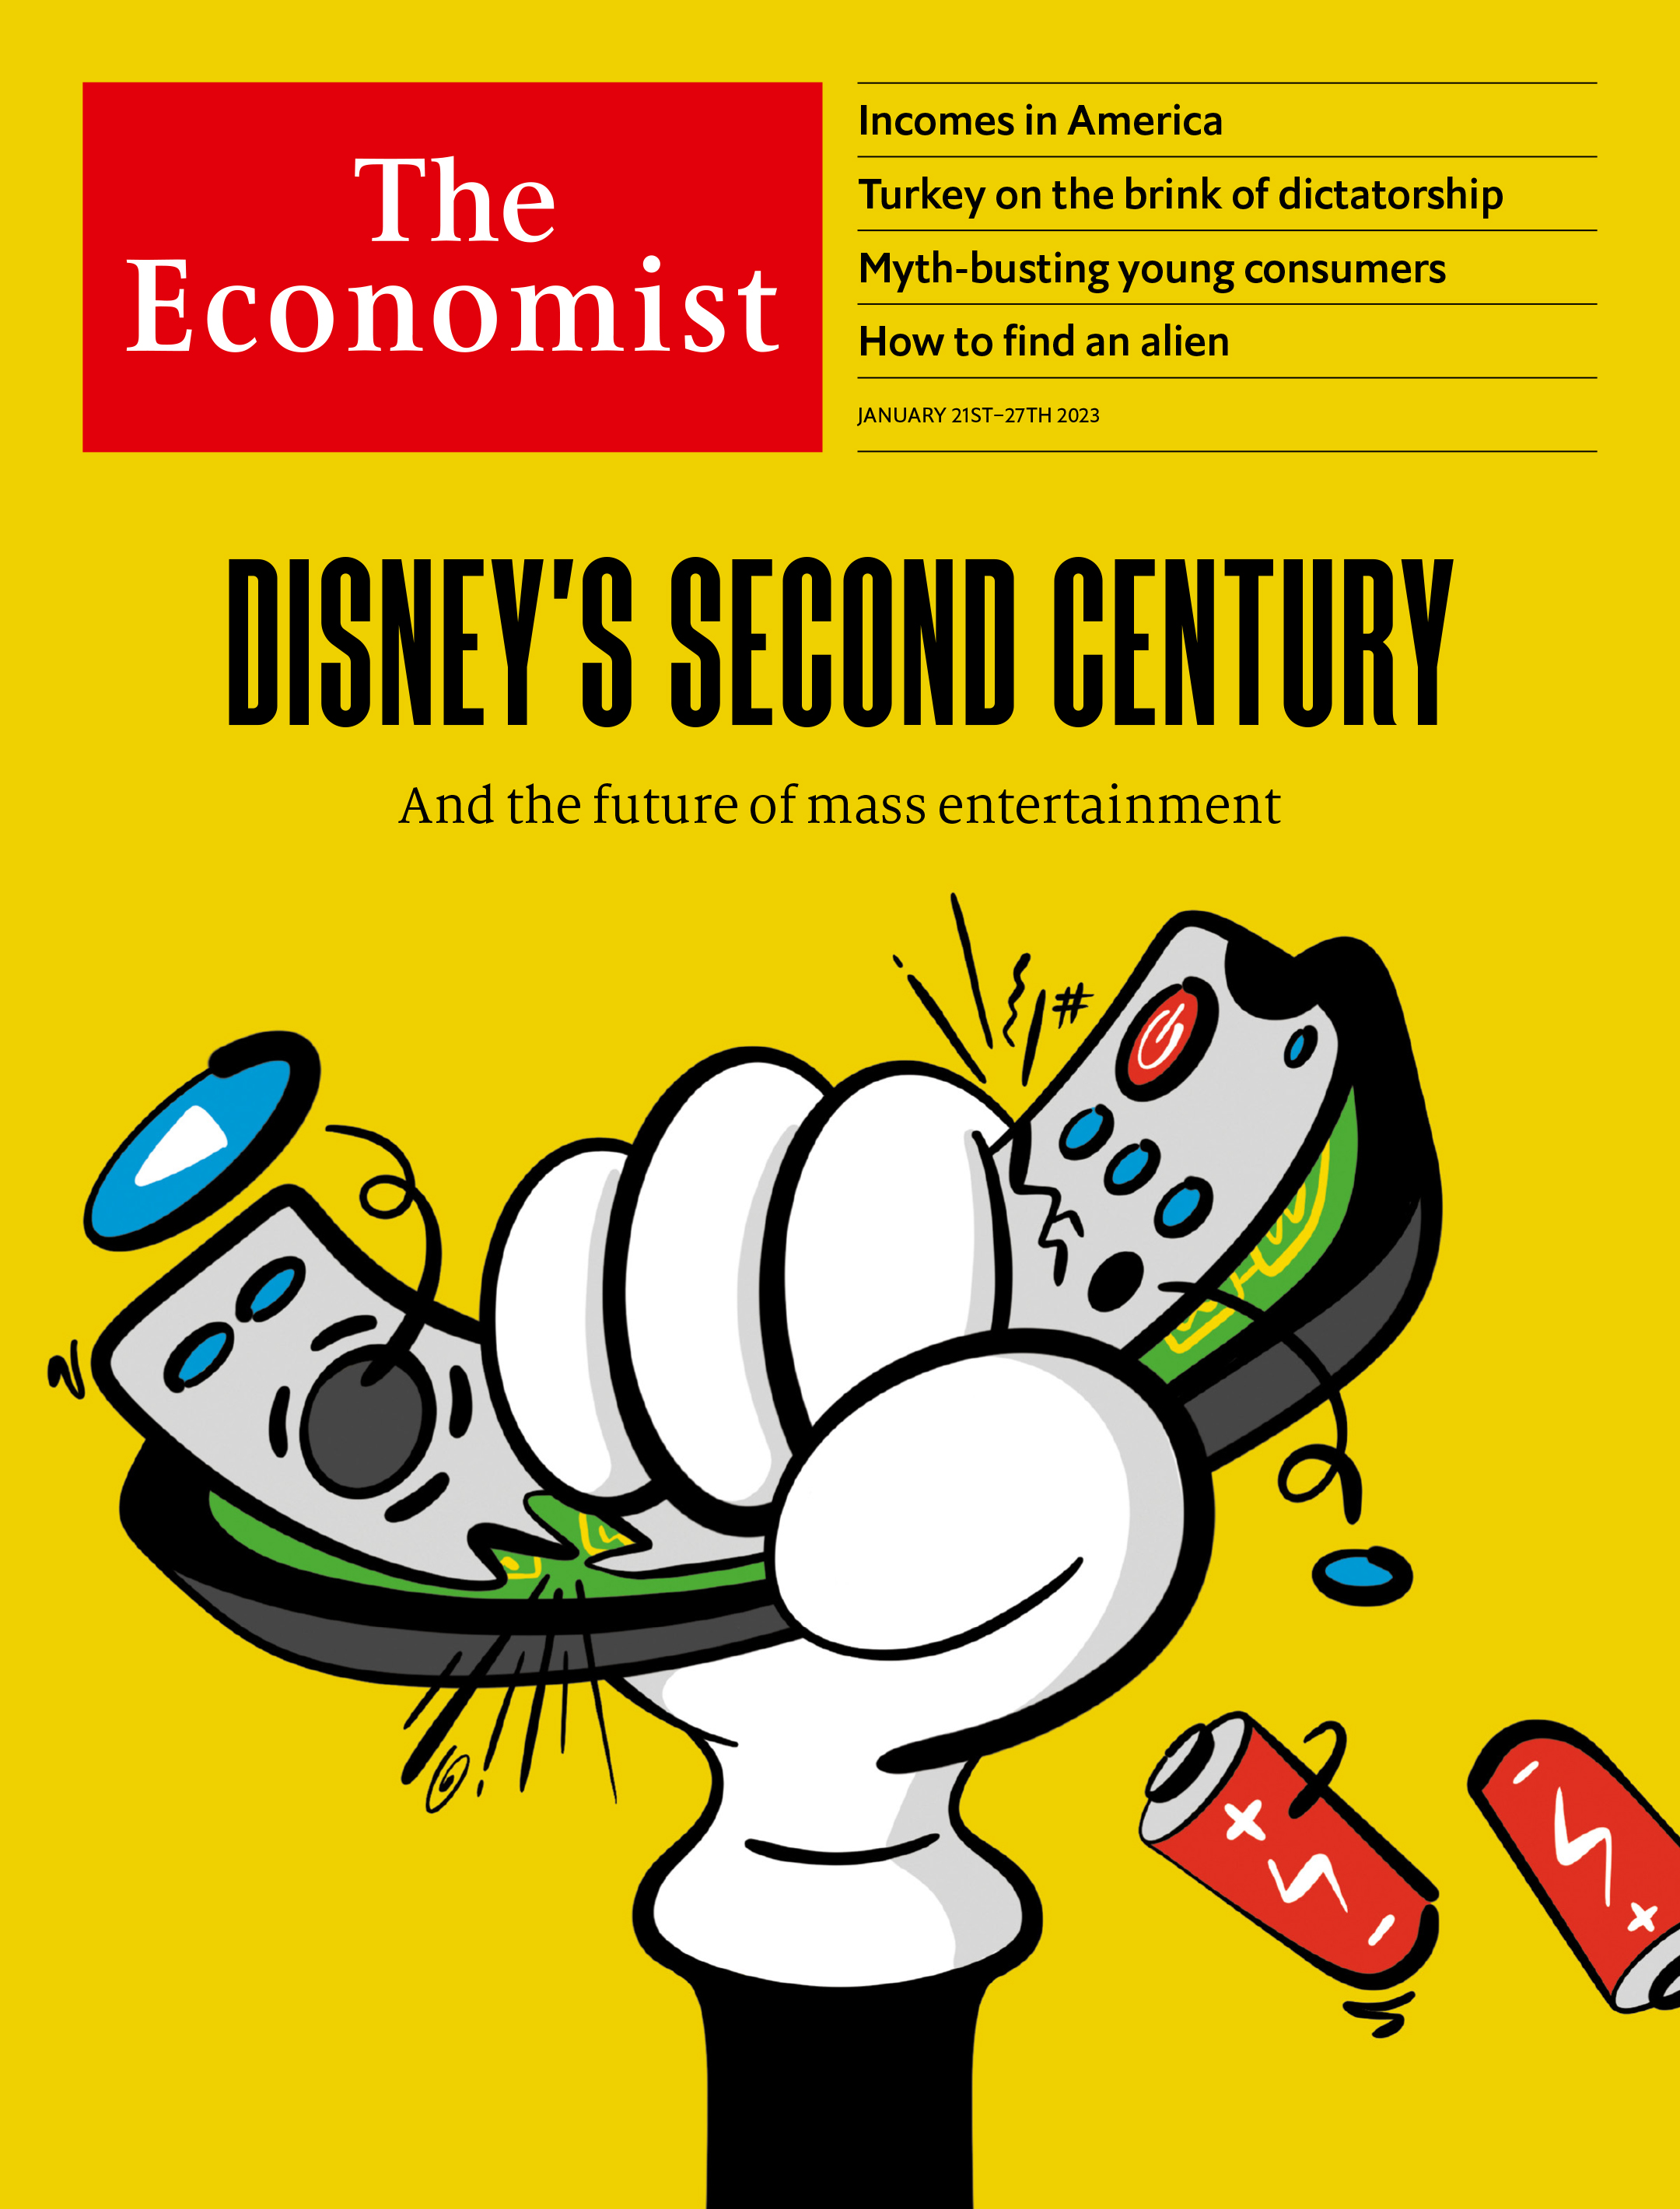 The
Economist
Incomes in America
Turkey on the brink of dictatorship
Myth-busting young consumers
How to find an alien
JANUARY 21ST–27TH 2023
DISNEY'S SECOND CENTURY
And the future of mass entertainment
#
@!